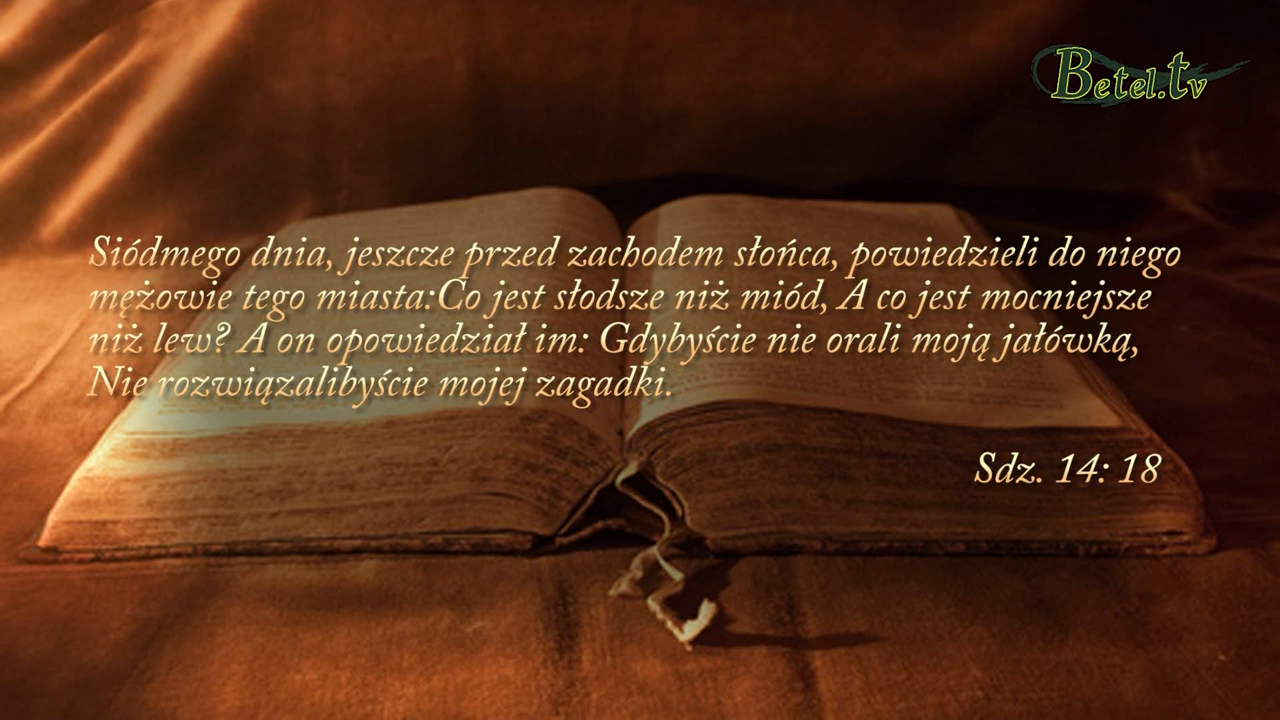 Betel.tv
Siódmego dnia, jeszcze przed zachodem słońca, powiedzieli do niego
mężowie tego miasta:Co jest słodsze niż miód, A co jest mocniejsze
niż lew? A on opowiedział im: Gdybyście nie orali moją jałówką,
Nie rozwiązalibyście mojej zagadki.
Sdz. 14: 18